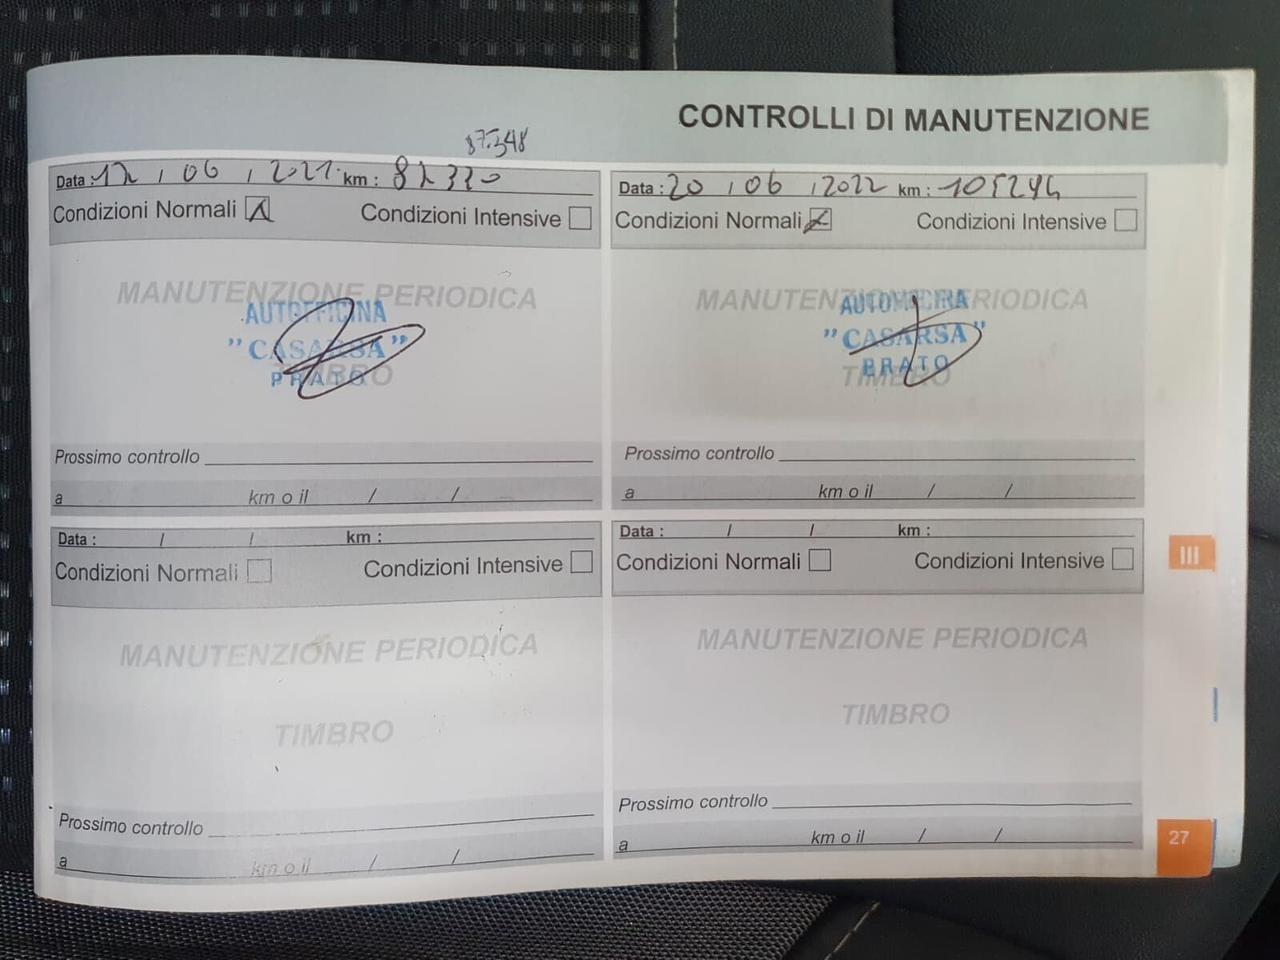 CONTROLLI DI MANUTENZIONE
87.348
Data : 12 / 06 / 2021 km :
Condizioni Normali Condizioni Intensive
MANUTENZIONE PERIODICA
AUTOFFICINA
"CASARSA"
PRATO
TIMBRO
Prossimo controllo
a km o il / /
Data : 20 / 06 / 2022 km : 105244
Condizioni Normali Condizioni Intensive
MANUTENZIONE PERIODICA
AUTOFFICINA
"CASARSA"
PRATO
TIMBRO
Prossimo controllo
a km o il / /
Data : / / km :
Condizioni Normali Condizioni Intensive
MANUTENZIONE PERIODICA
TIMBRO
Prossimo controllo
a km o il / /
Data : / / km :
Condizioni Normali Condizioni Intensive
MANUTENZIONE PERIODICA
TIMBRO
Prossimo controllo
a km o il / /
III
27